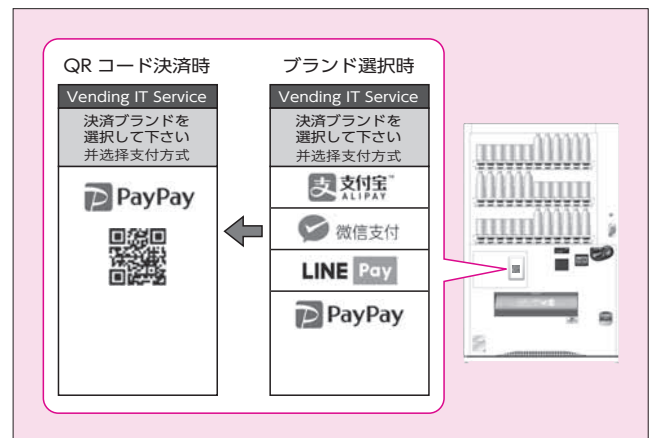 QR コード決済時
Vending IT Service
決済ブランドを
選択して下さい
并选择支付方式
PayPay
ブランド選択時
Vending IT Service
決済ブランドを
選択して下さい
并选择支付方式
支付宝™
ALIPAY
微信支付
LINE Pay
PayPay